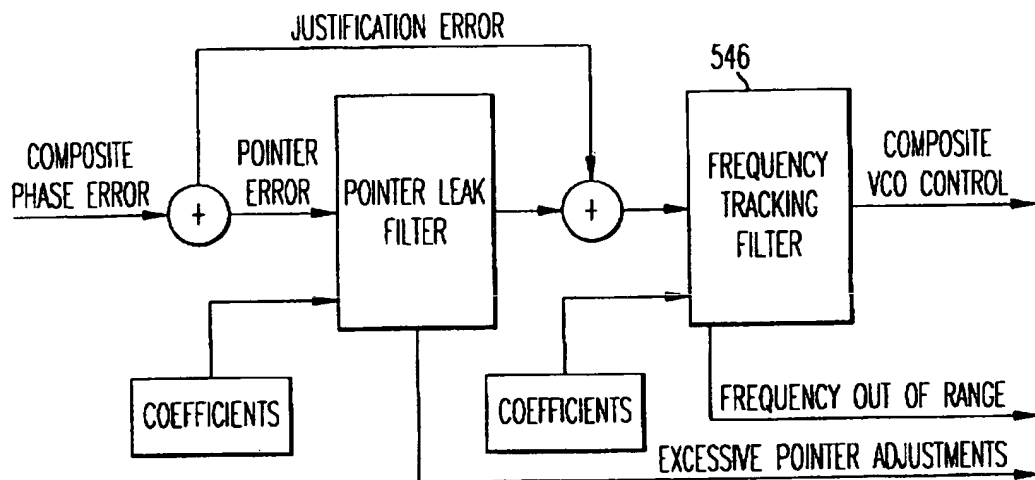 JUSTIFICATION ERROR
546
COMPOSITE
PHASE ERROR
+
POINTER
ERROR
POINTER LEAK
FILTER
+
FREQUENCY
TRACKING
FILTER
COMPOSITE
VCO CONTROL
COEFFICIENTS
COEFFICIENTS
FREQUENCY OUT OF RANGE
EXCESSIVE POINTER ADJUSTMENTS